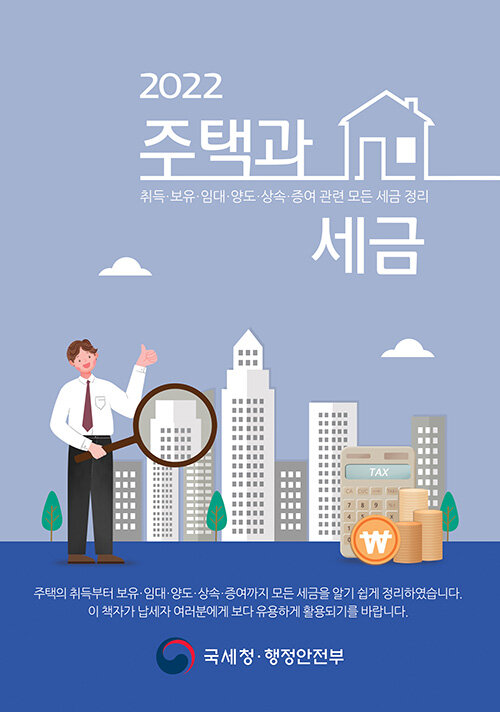 2022
주택과
취득·보유·임대·양도·상속·증여 관련 모든 세금 정리
세금
TAX
주택의 취득부터 보유·임대·양도·상속·증여까지 모든 세금을 알기 쉽게 정리하였습니다.
이 책자가 납세자 여러분에게 보다 유용하게 활용되기를 바랍니다.
국세청·행정안전부